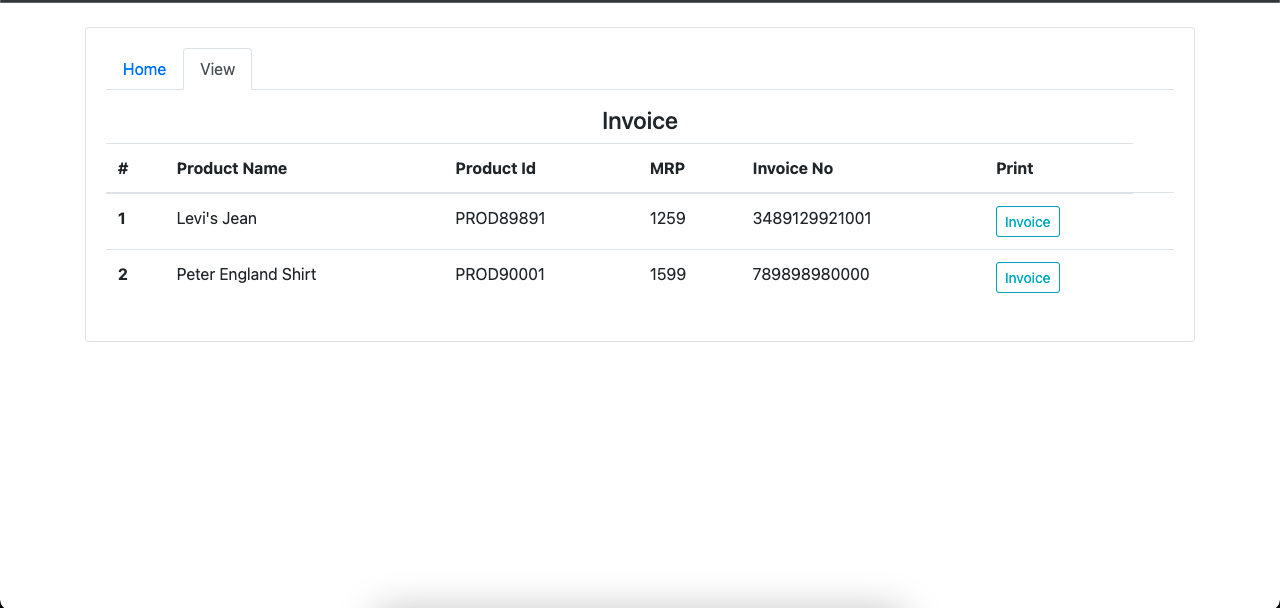 Home View
Invoice
# Product Name Product Id MRP Invoice No Print
1 Levi's Jean PROD89891 1259 3489129921001 Invoice
2 Peter England Shirt PROD90001 1599 789898980000 Invoice